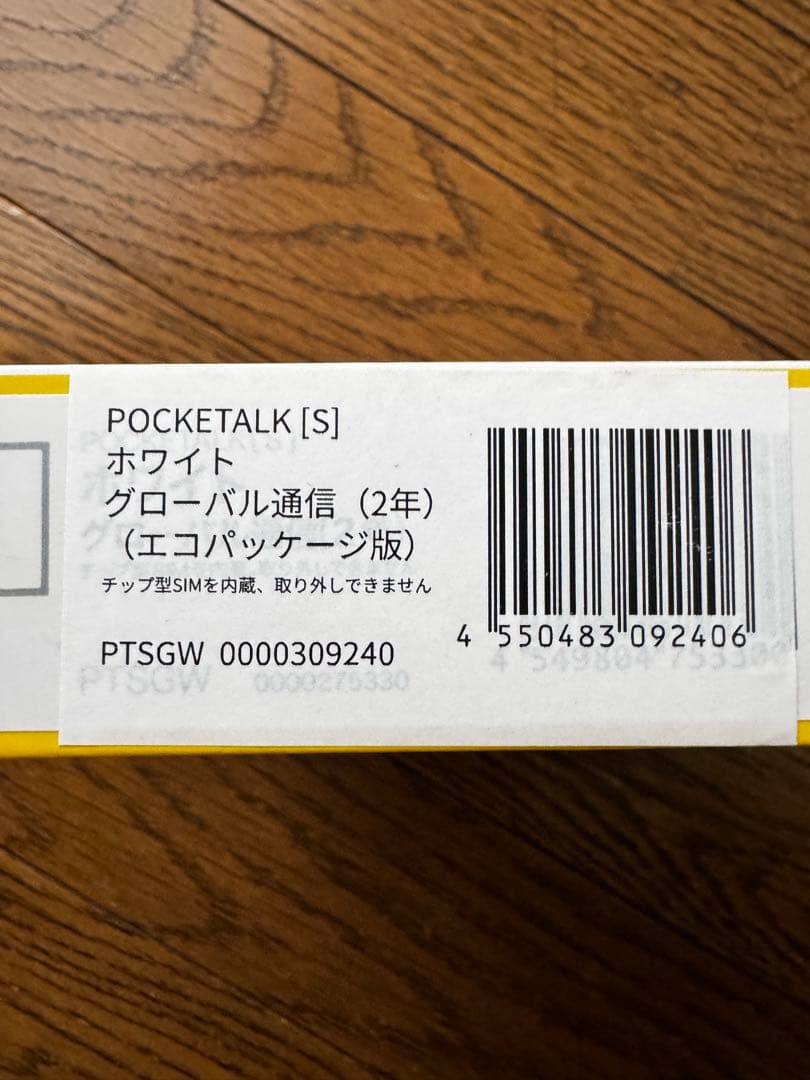 POCKETALK [S]
ホワイト
グローバル通信（2年）
（エコパッケージ版）
チップ型SIMを内蔵、取り外しできません
PTSGW 0000309240
4 550483 092406